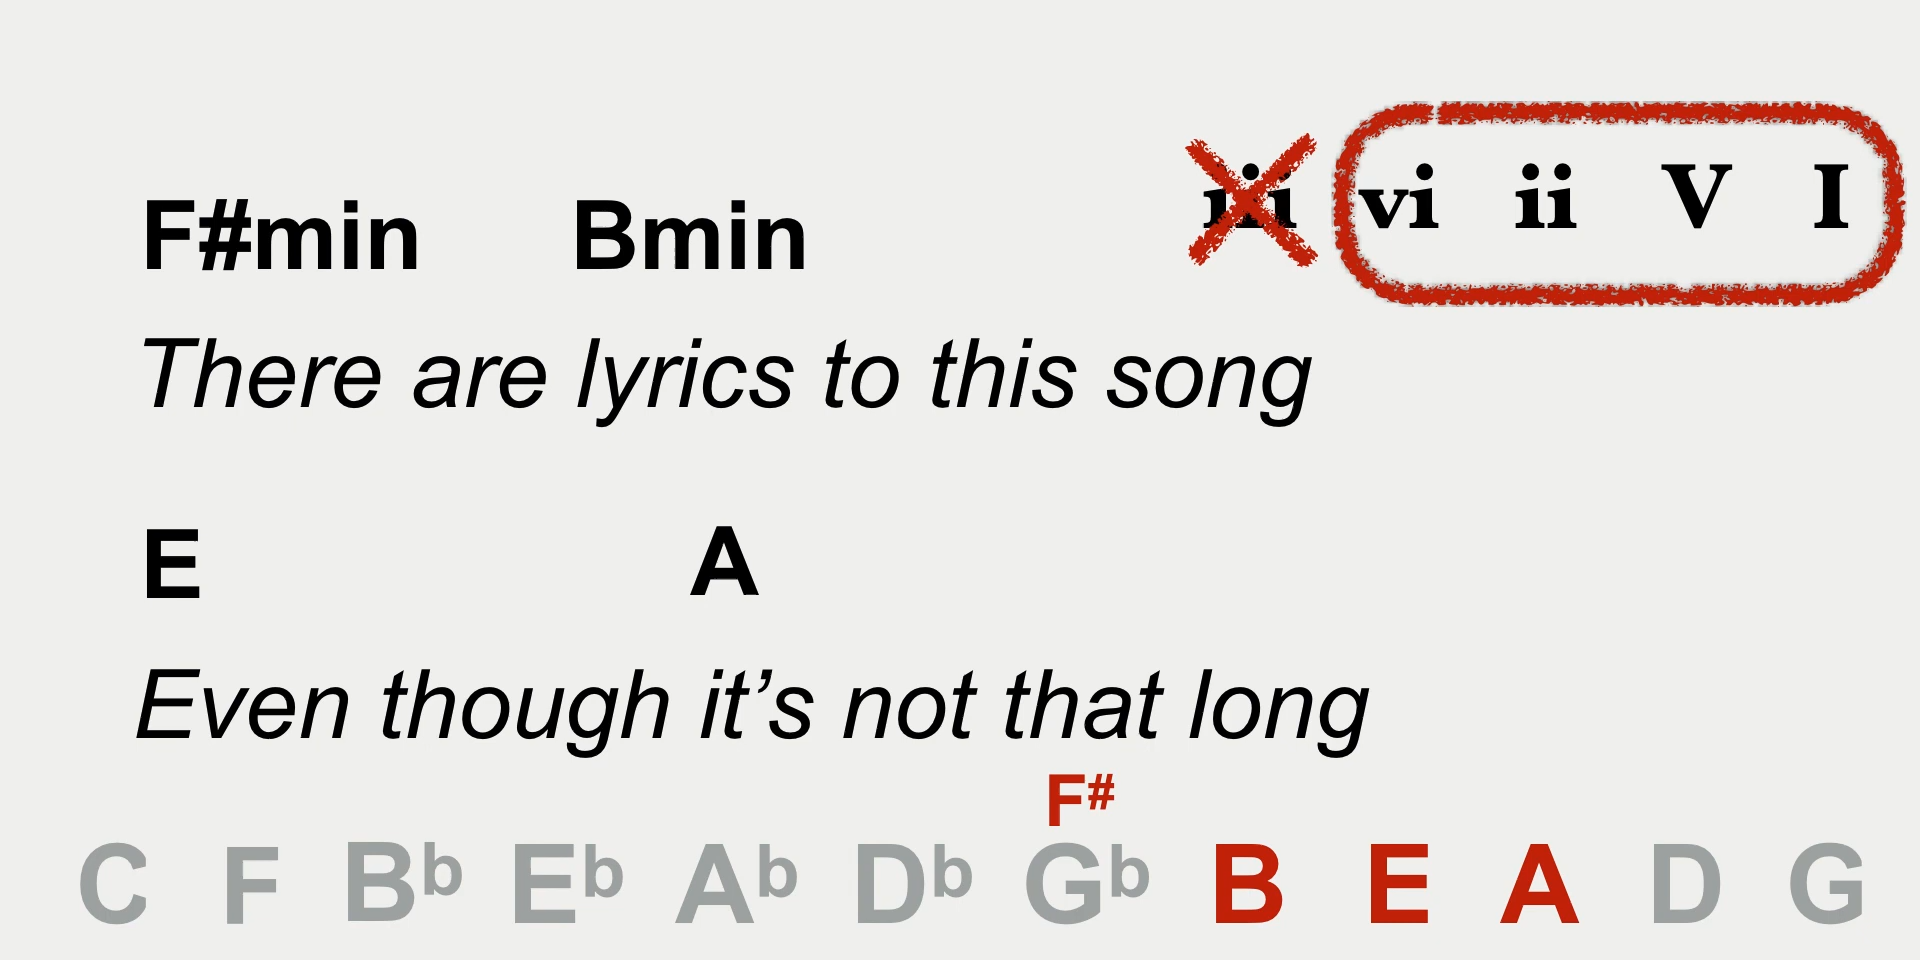 iii vi ii V I
F#min Bmin
There are lyrics to this song
E A
Even though it’s not that long
F#
C F Bb Eb Ab Db Gb B E A D G